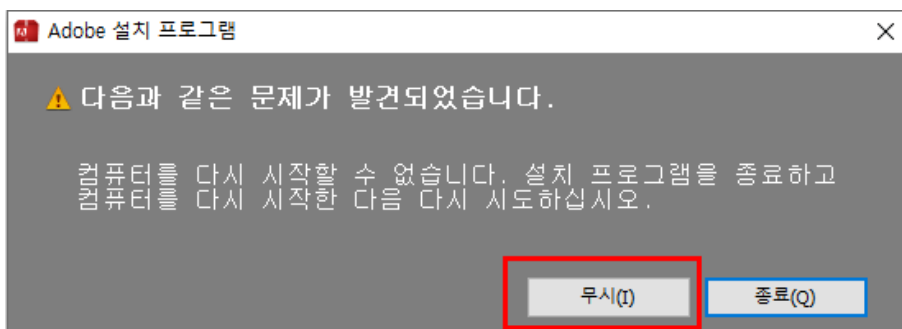 Adobe 설치 프로그램
다음과 같은 문제가 발견되었습니다.
컴퓨터를 다시 시작할 수 없습니다. 설치 프로그램을 종료하고
컴퓨터를 다시 시작한 다음 다시 시도하십시오.
무시(I) 종료(Q)